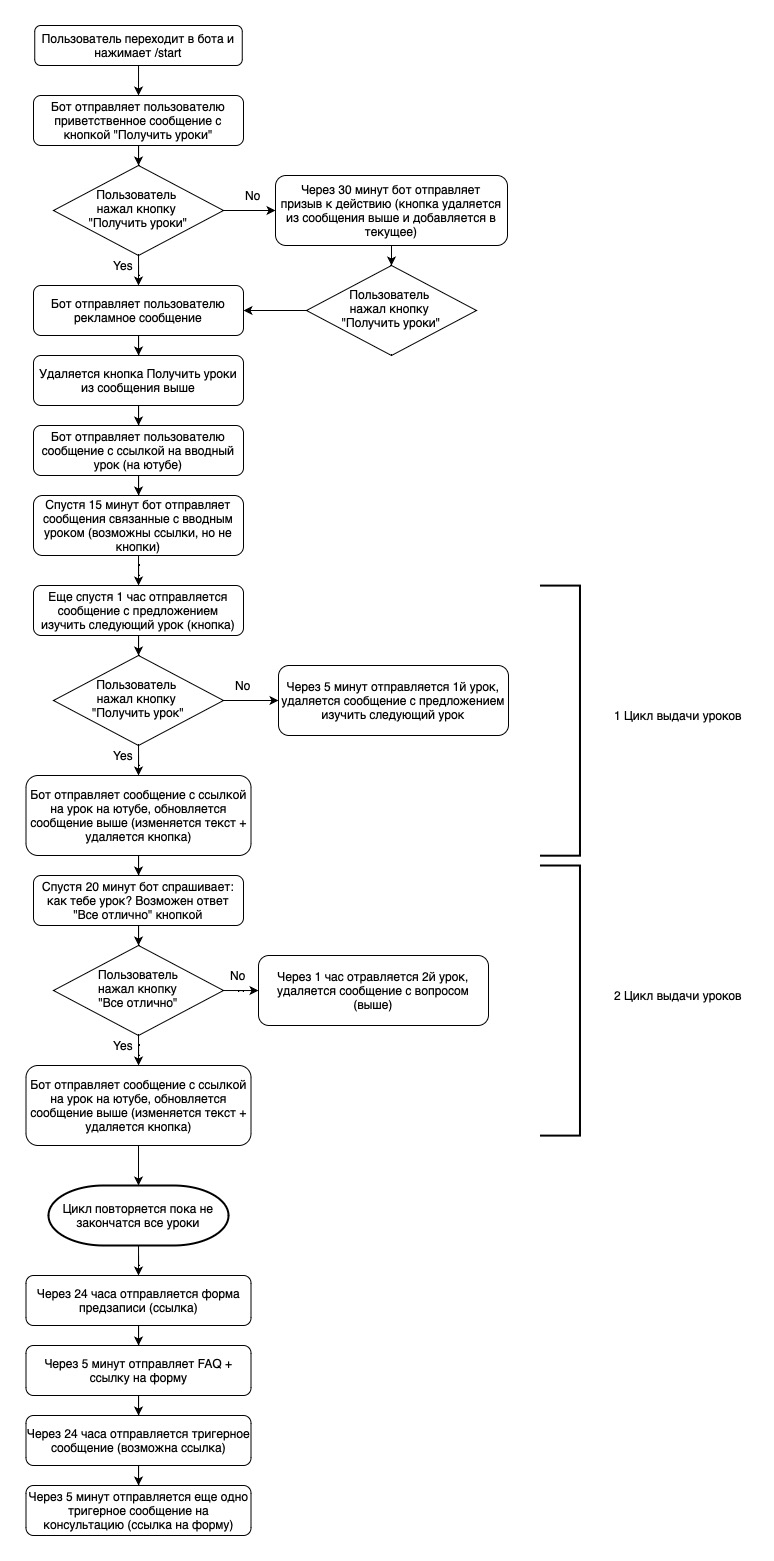 Пользователь переходит в бота и
нажимает /start
Бот отправляет пользователю
приветственное сообщение с
кнопкой "Получить уроки"
Пользователь
нажал кнопку
"Получить уроки"
No
Через 30 минут бот отправляет
призыв к действию (кнопка удаляется
из сообщения выше и добавляется в
текущее)
Yes
Пользователь
нажал кнопку
"Получить уроки"
Бот отправляет пользователю
рекламное сообщение
Удаляется кнопка Получить уроки
из сообщения выше
Бот отправляет пользователю
сообщение с ссылкой на вводный
урок (на ютубе)
Спустя 15 минут бот отправляет
сообщения связанные с вводным
уроком (возможны ссылки, но не
кнопки)
Еще спустя 1 час отправляется
сообщение с предложением
изучить следующий урок (кнопка)
Пользователь
нажал кнопку
"Получить урок"
No
Через 5 минут отправляется 1й урок,
удаляется сообщение с предложением
изучить следующий урок
1 Цикл выдачи уроков
Yes
Бот отправляет сообщение с ссылкой
на урок на ютубе, обновляется
сообщение выше (изменяется текст +
удаляется кнопка)
Спустя 20 минут бот спрашивает:
как тебе урок? Возможен ответ
"Все отлично" кнопкой
Пользователь
нажал кнопку
"Все отлично"
No
Через 1 час отравляется 2й урок,
удаляется сообщение с вопросом
(выше)
2 Цикл выдачи уроков
Yes
Бот отправляет сообщение с ссылкой
на урок на ютубе, обновляется
сообщение выше (изменяется текст +
удаляется кнопка)
Цикл повторяется пока не
закончатся все уроки
Через 24 часа отправляется форма
предзаписи (ссылка)
Через 5 минут отправляет FAQ +
ссылку на форму
Через 24 часа отправляется тригерное
сообщение (возможна ссылка)
Через 5 минут отправляется еще одно
тригерное сообщение на
консультацию (ссылка на форму)